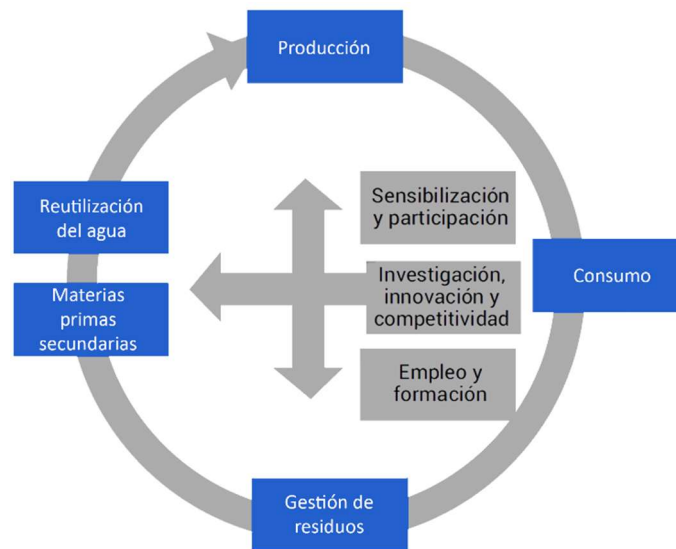 Producción
Sensibilización
y participación
Reutilización
del agua
Investigación,
innovación y
competitividad
Consumo
Materias
primas
secundarias
Empleo y
formación
Gestión de
residuos